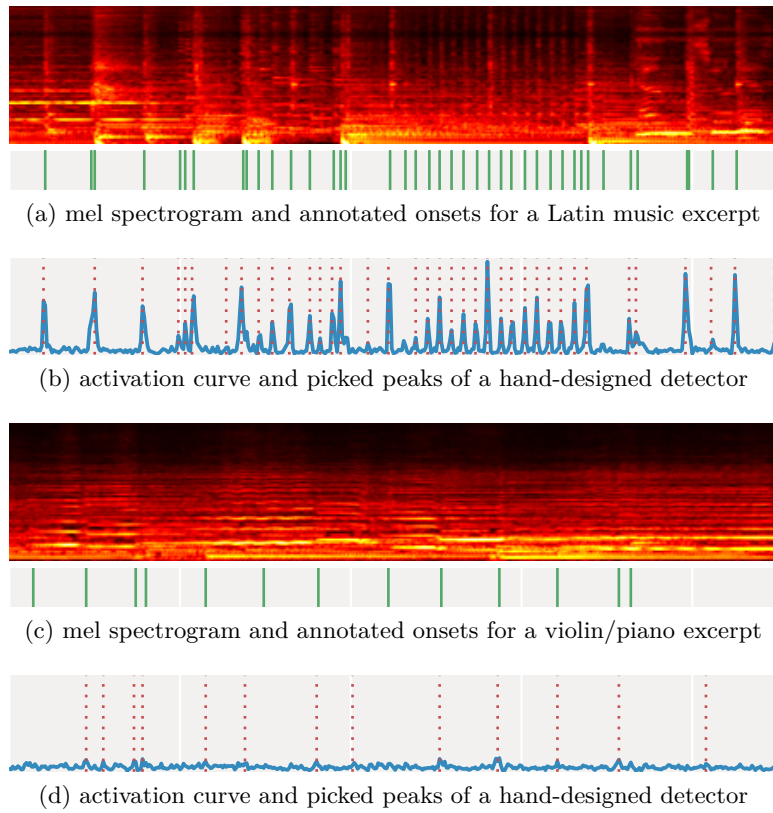 (a) mel spectrogram and annotated onsets for a Latin music excerpt
(b) activation curve and picked peaks of a hand-designed detector
(c) mel spectrogram and annotated onsets for a violin/piano excerpt
(d) activation curve and picked peaks of a hand-designed detector